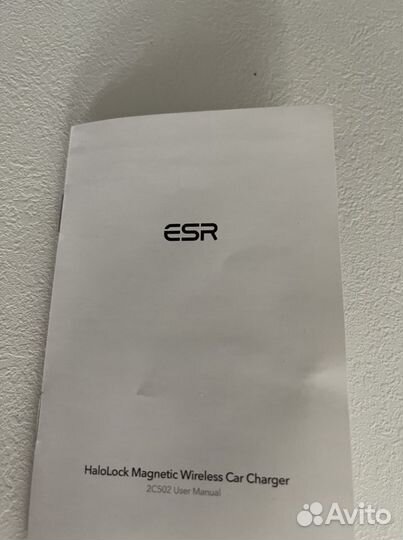 ESR
HaloLock Magnetic Wireless Car Charger
2C502 User Manual
Avito